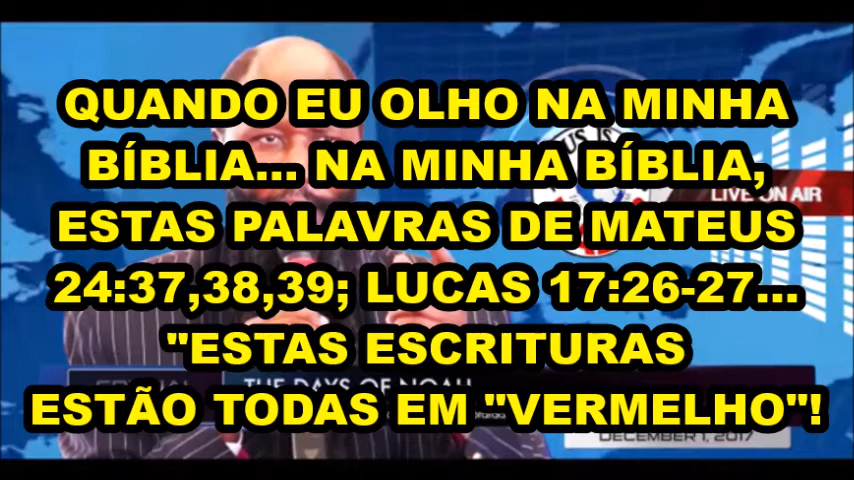 QUANDO EU OLHO NA MINHA
BÍBLIA... NA MINHA BÍBLIA,
ESTAS PALAVRAS DE MATEUS
24:37,38,39; LUCAS 17:26-27...
"ESTAS ESCRITURAS
ESTÃO TODAS EM "VERMELHO"!
LIVE ON AIR
THE DAYS OF NOAH
DECEMBER 1, 2017